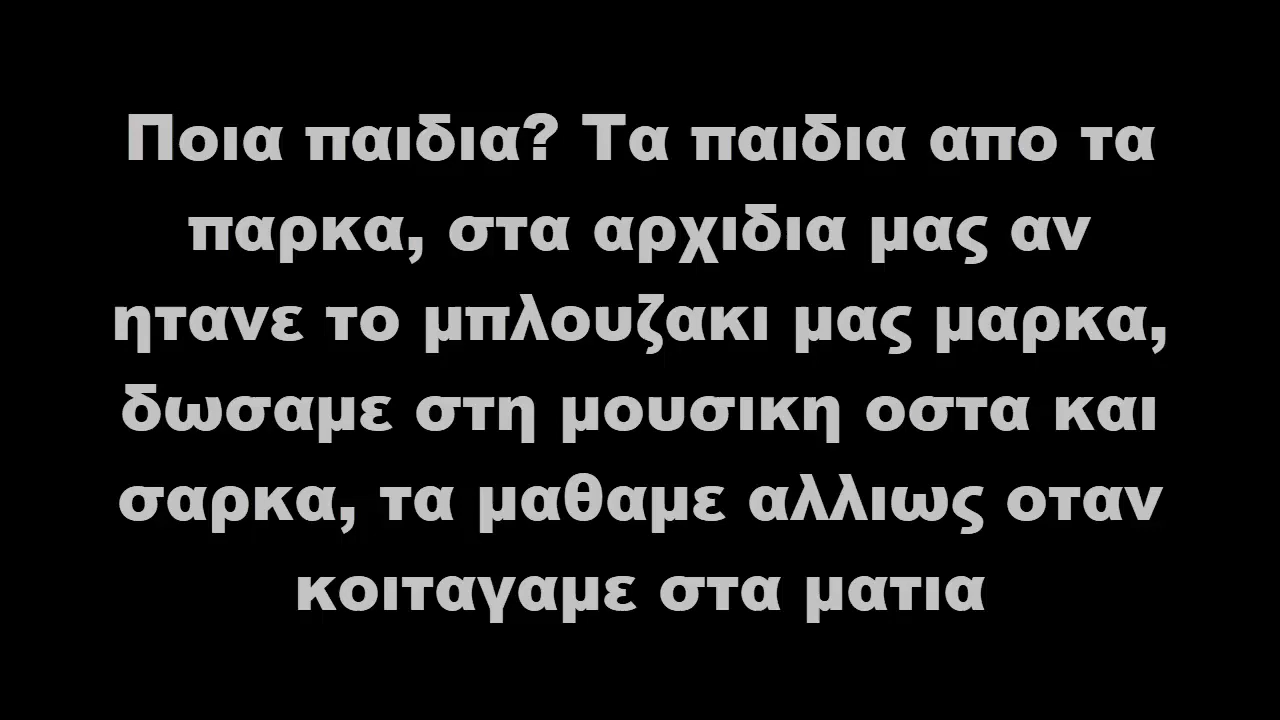 Ποια παιδια? Τα παιδια απο τα
παρκα, στα αρχιδια μας αν
ητανε το μπλουζακι μας μαρκα,
δωσαμε στη μουσικη οστα και
σαρκα, τα μαθαμε αλλιως οταν
κοιταγαμε στα ματια